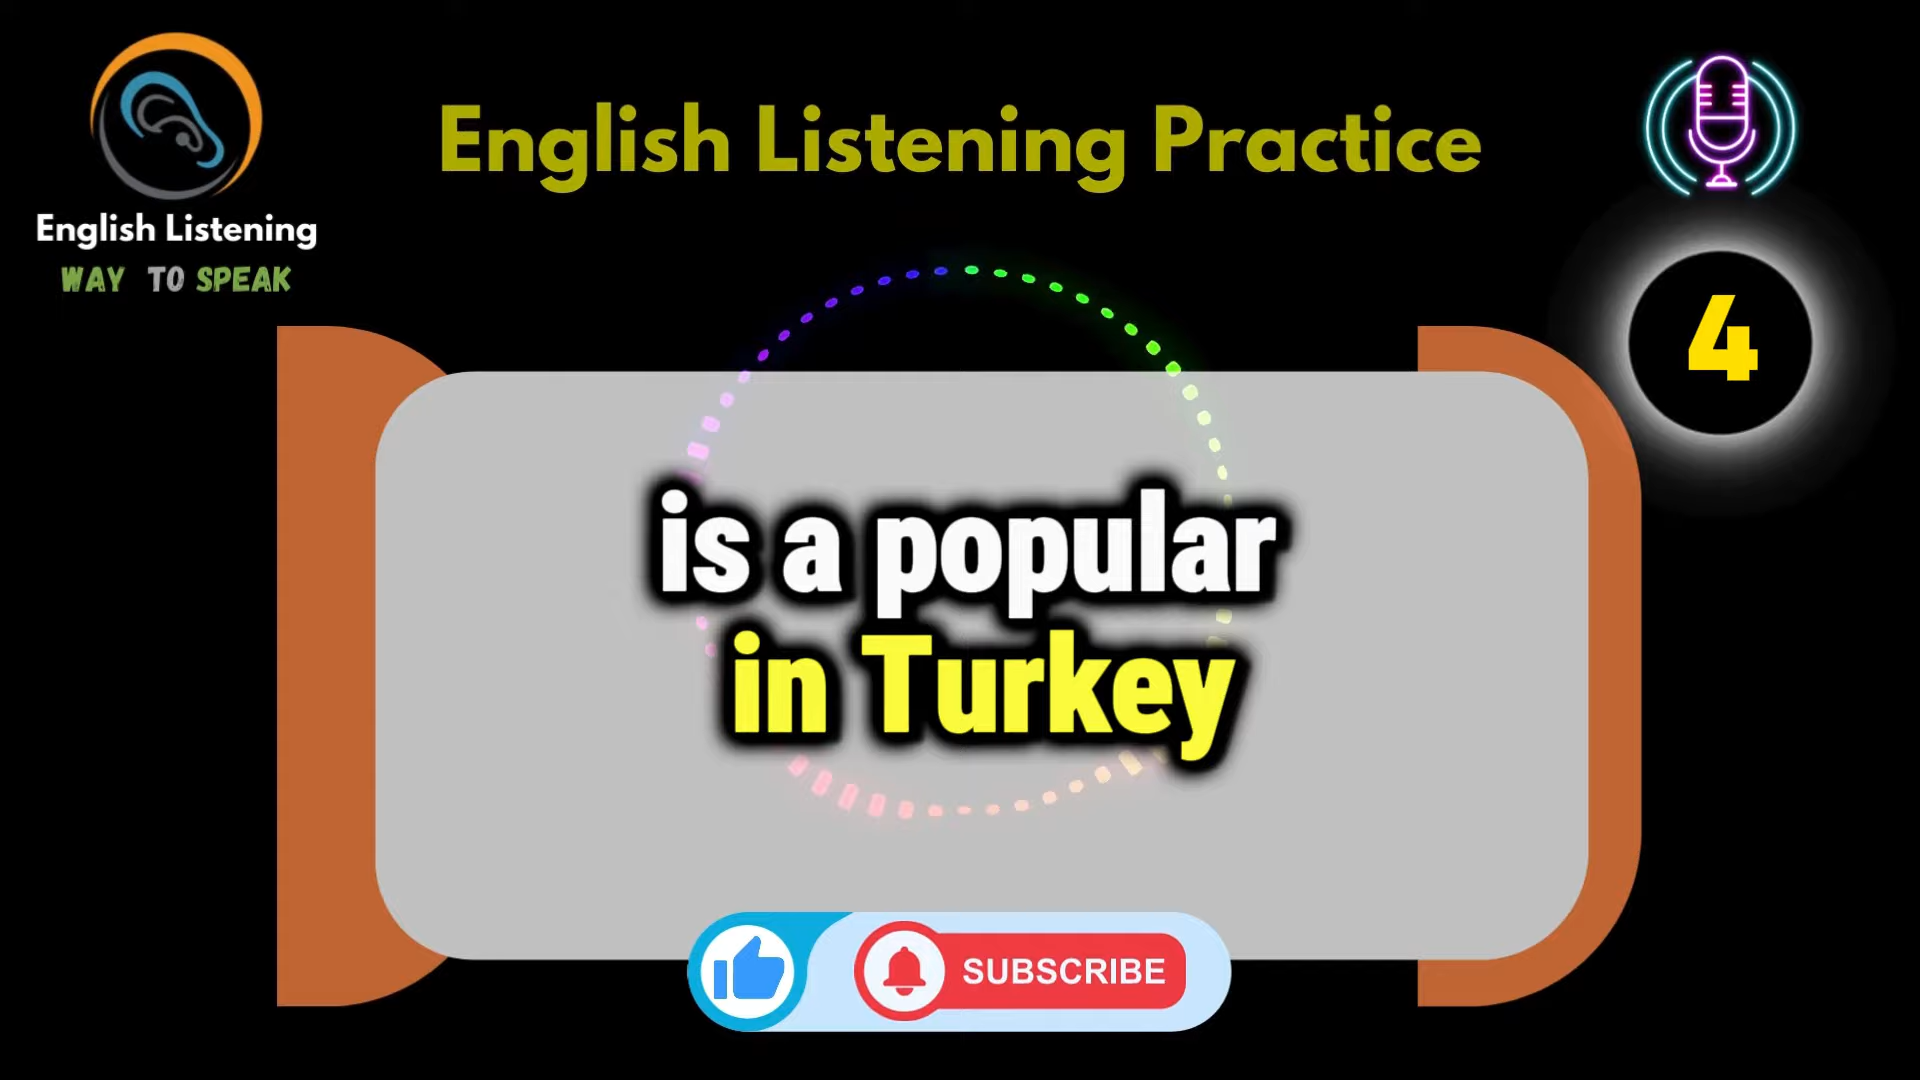 English Listening Practice
English Listening
WAY TO SPEAK
4
is a popular
in Turkey
SUBSCRIBE